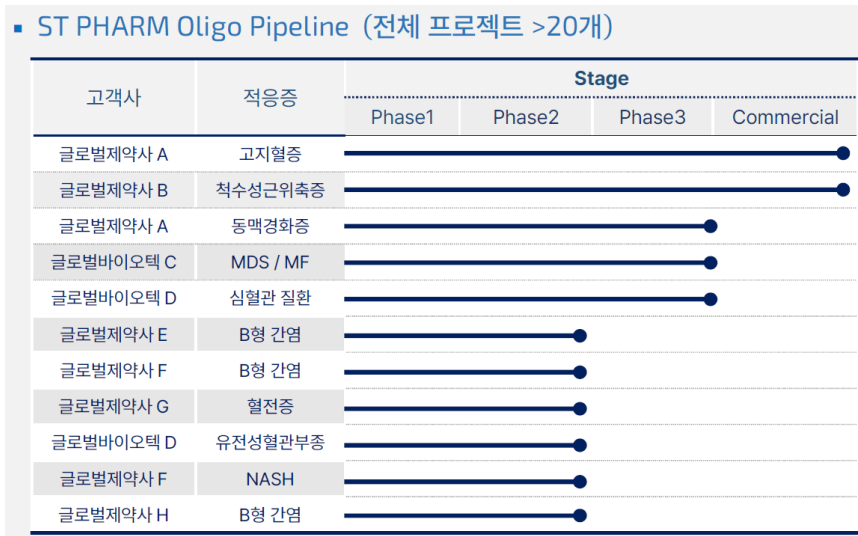 ▪ ST PHARM Oligo Pipeline (전체 프로젝트 >20개)
고객사 적응증 Stage
Phase1 Phase2 Phase3 Commercial
글로벌제약사 A 고지혈증
글로벌제약사 B 척수성근위축증
글로벌제약사 A 동맥경화증
글로벌바이오텍 C MDS / MF
글로벌바이오텍 D 심혈관 질환
글로벌제약사 E B형 간염
글로벌제약사 F B형 간염
글로벌제약사 G 혈전증
글로벌바이오텍 D 유전성혈관부종
글로벌제약사 F NASH
글로벌제약사 H B형 간염